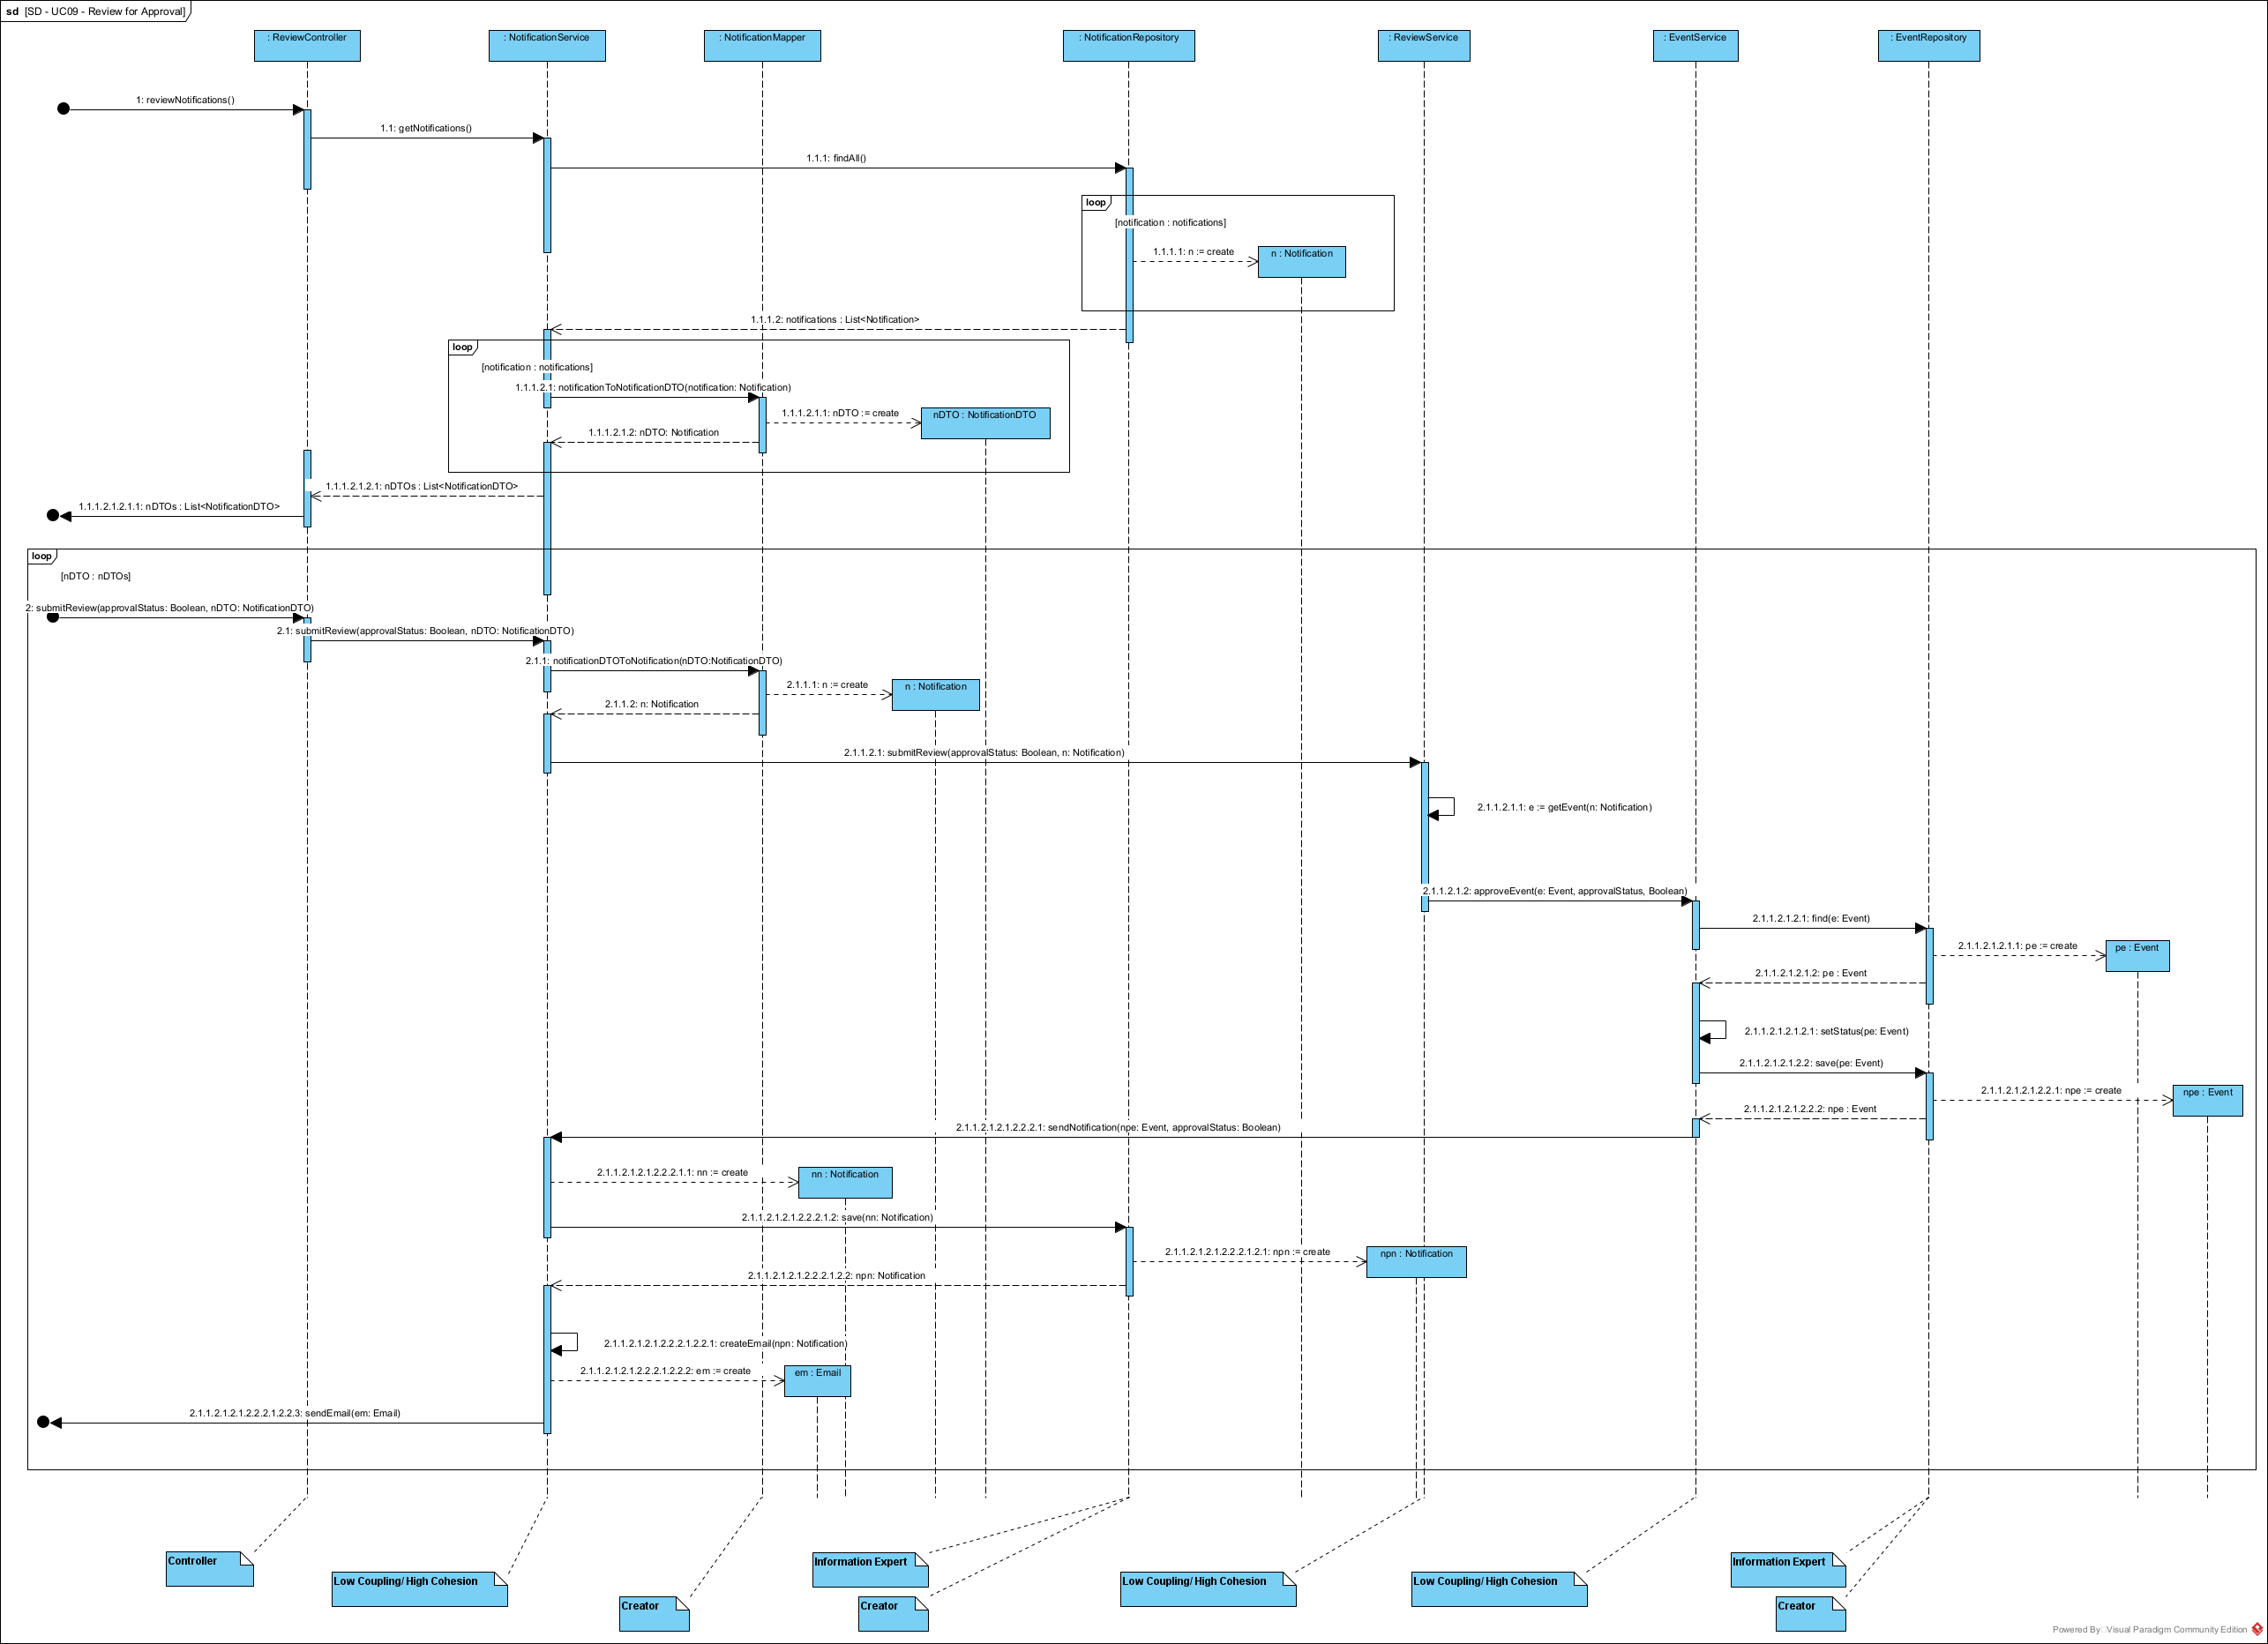 sd [SD - UC09 - Review for Approval]
: ReviewController
: NotificationService
: NotificationMapper
: NotificationRepository
: ReviewService
: EventService
: EventRepository
1: reviewNotifications()
1.1: getNotifications()
1.1.1: findAll()
loop
[notification : notifications]
1.1.1.1: n := create
n : Notification
1.1.1.2: notifications : List<Notification>
loop
[notification : notifications]
1.1.1.2.1: notificationToNotificationDTO(notification: Notification)
1.1.1.2.1.1: nDTO := create
nDTO : NotificationDTO
1.1.1.2.1.2: nDTO: Notification
1.1.1.2.1.2.1: nDTOs : List<NotificationDTO>
1.1.1.2.1.2.1.1: nDTOs : List<NotificationDTO>
loop
[nDTO : nDTOs]
2: submitReview(approvalStatus: Boolean, nDTO: NotificationDTO)
2.1: submitReview(approvalStatus: Boolean, nDTO: NotificationDTO)
2.1.1: notificationDTOToNotification(nDTO:NotificationDTO)
2.1.1.1: n := create
n : Notification
2.1.1.2: n: Notification
2.1.1.2.1: submitReview(approvalStatus: Boolean, n: Notification)
2.1.1.2.1.1: e := getEvent(n: Notification)
2.1.1.2.1.2: approveEvent(e: Event, approvalStatus, Boolean)
2.1.1.2.1.2.1: find(e: Event)
2.1.1.2.1.2.1.1: pe := create
pe : Event
2.1.1.2.1.2.1.2: pe : Event
2.1.1.2.1.2.1.2.1: setStatus(pe: Event)
2.1.1.2.1.2.1.2.2: save(pe: Event)
2.1.1.2.1.2.1.2.2.1: npe := create
npe : Event
2.1.1.2.1.2.1.2.2.2: npe : Event
2.1.1.2.1.2.1.2.2.2.1: sendNotification(npe: Event, approvalStatus: Boolean)
2.1.1.2.1.2.1.2.2.2.1.1: nn := create
nn : Notification
2.1.1.2.1.2.1.2.2.2.1.2: save(nn: Notification)
2.1.1.2.1.2.1.2.2.2.1.2.1: npn := create
npn : Notification
2.1.1.2.1.2.1.2.2.2.1.2.2: npn: Notification
2.1.1.2.1.2.1.2.2.2.1.2.2.1: createEmail(npn: Notification)
2.1.1.2.1.2.1.2.2.2.1.2.2.2: em := create
em : Email
2.1.1.2.1.2.1.2.2.2.1.2.2.3: sendEmail(em: Email)
Controller
Low Coupling/ High Cohesion
Creator
Information Expert
Creator
Low Coupling/ High Cohesion
Low Coupling/ High Cohesion
Information Expert
Creator
Powered By Visual Paradigm Community Edition